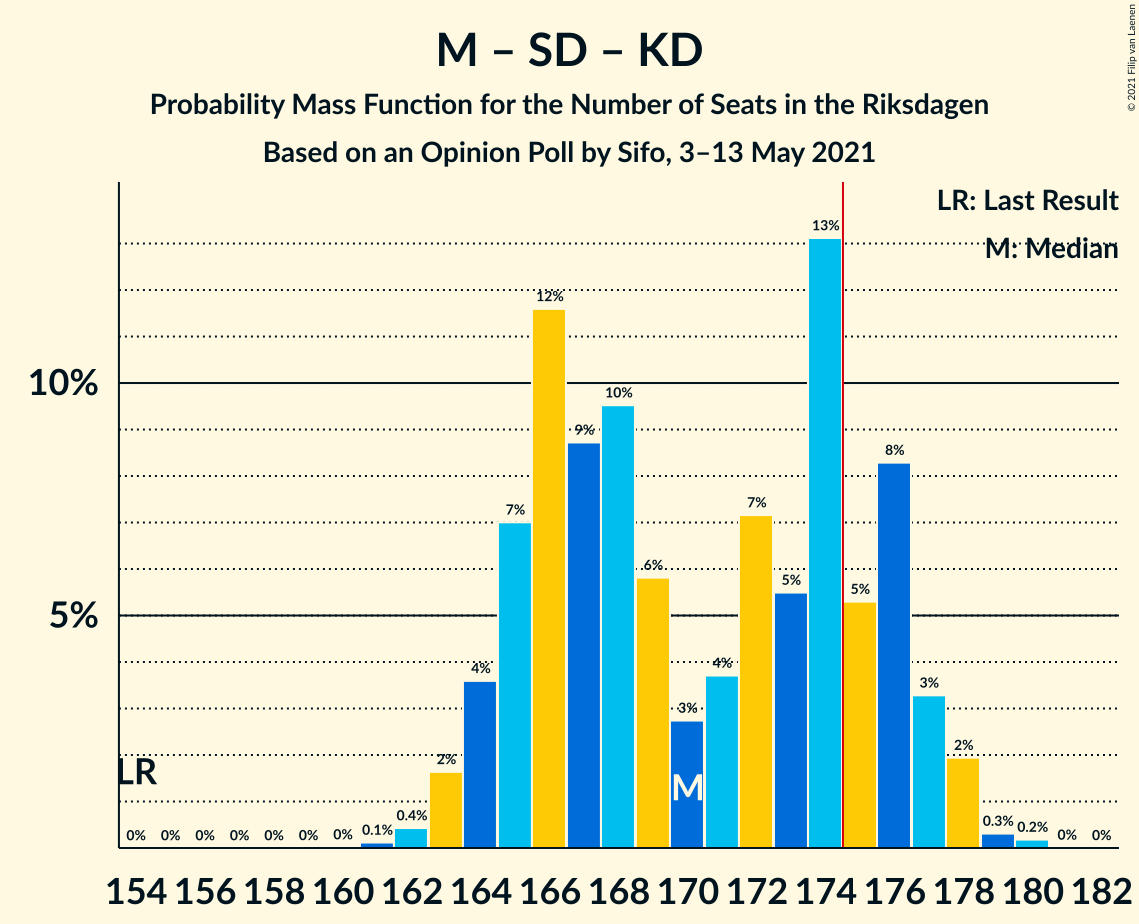 M – SD – KD
Probability Mass Function for the Number of Seats in the Riksdagen
Based on an Opinion Poll by Sifo, 3–13 May 2021
© 2021 Filip van Laenen
LR: Last Result
M: Median
10%
5%
LR
M
0% 0% 0% 0% 0% 0% 0% 0.1% 0.4% 2% 4% 7% 12% 9% 10% 6% 3% 4% 7% 5% 13% 5% 8% 3% 2% 0.3% 0.2% 0% 0%
154 156 158 160 162 164 166 168 170 172 174 176 178 180 182